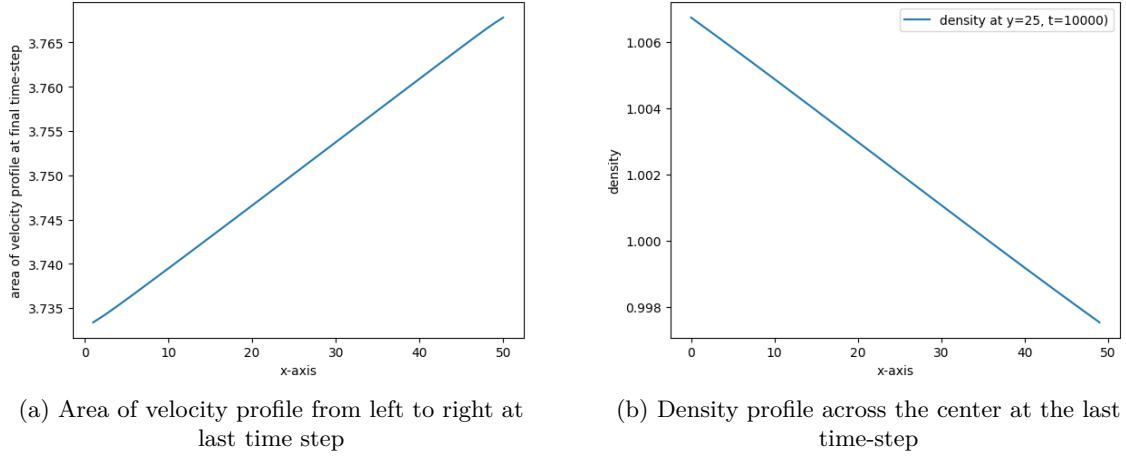 area of velocity profile at final time-step
3.765
3.760
3.755
3.750
3.745
3.740
3.735
0 10 20 30 40 50
x-axis
density
density at y=25, t=10000)
1.006
1.004
1.002
1.000
0.998
0 10 20 30 40 50
x-axis
(a) Area of velocity profile from left to right at
last time step
(b) Density profile across the center at the last
time-step